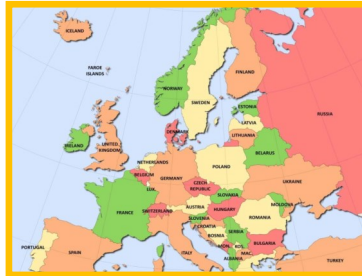 ICELAND
FAROE
ISLANDS
FINLAND
NORWAY
SWEDEN
RUSSIA
ESTONIA
LATVIA
DENMARK
LITHUANIA
IRELAND
UNITED
KINGDOM
BELARUS
NETHERLANDS
POLAND
BELGIUM
GERMANY
LUX
CZECH
REPUBLIC
UKRAINE
SLOVAKIA
FRANCE
SWITZERLAND
AUSTRIA
HUNGARY
MOLDOVA
SLOVENIA
CROATIA
ROMANIA
BOSNIA
SERBIA
PORTUGAL
SPAIN
ITALY
MON.
KOS.
BULGARIA
MAC.
ALBANIA
TURKEY